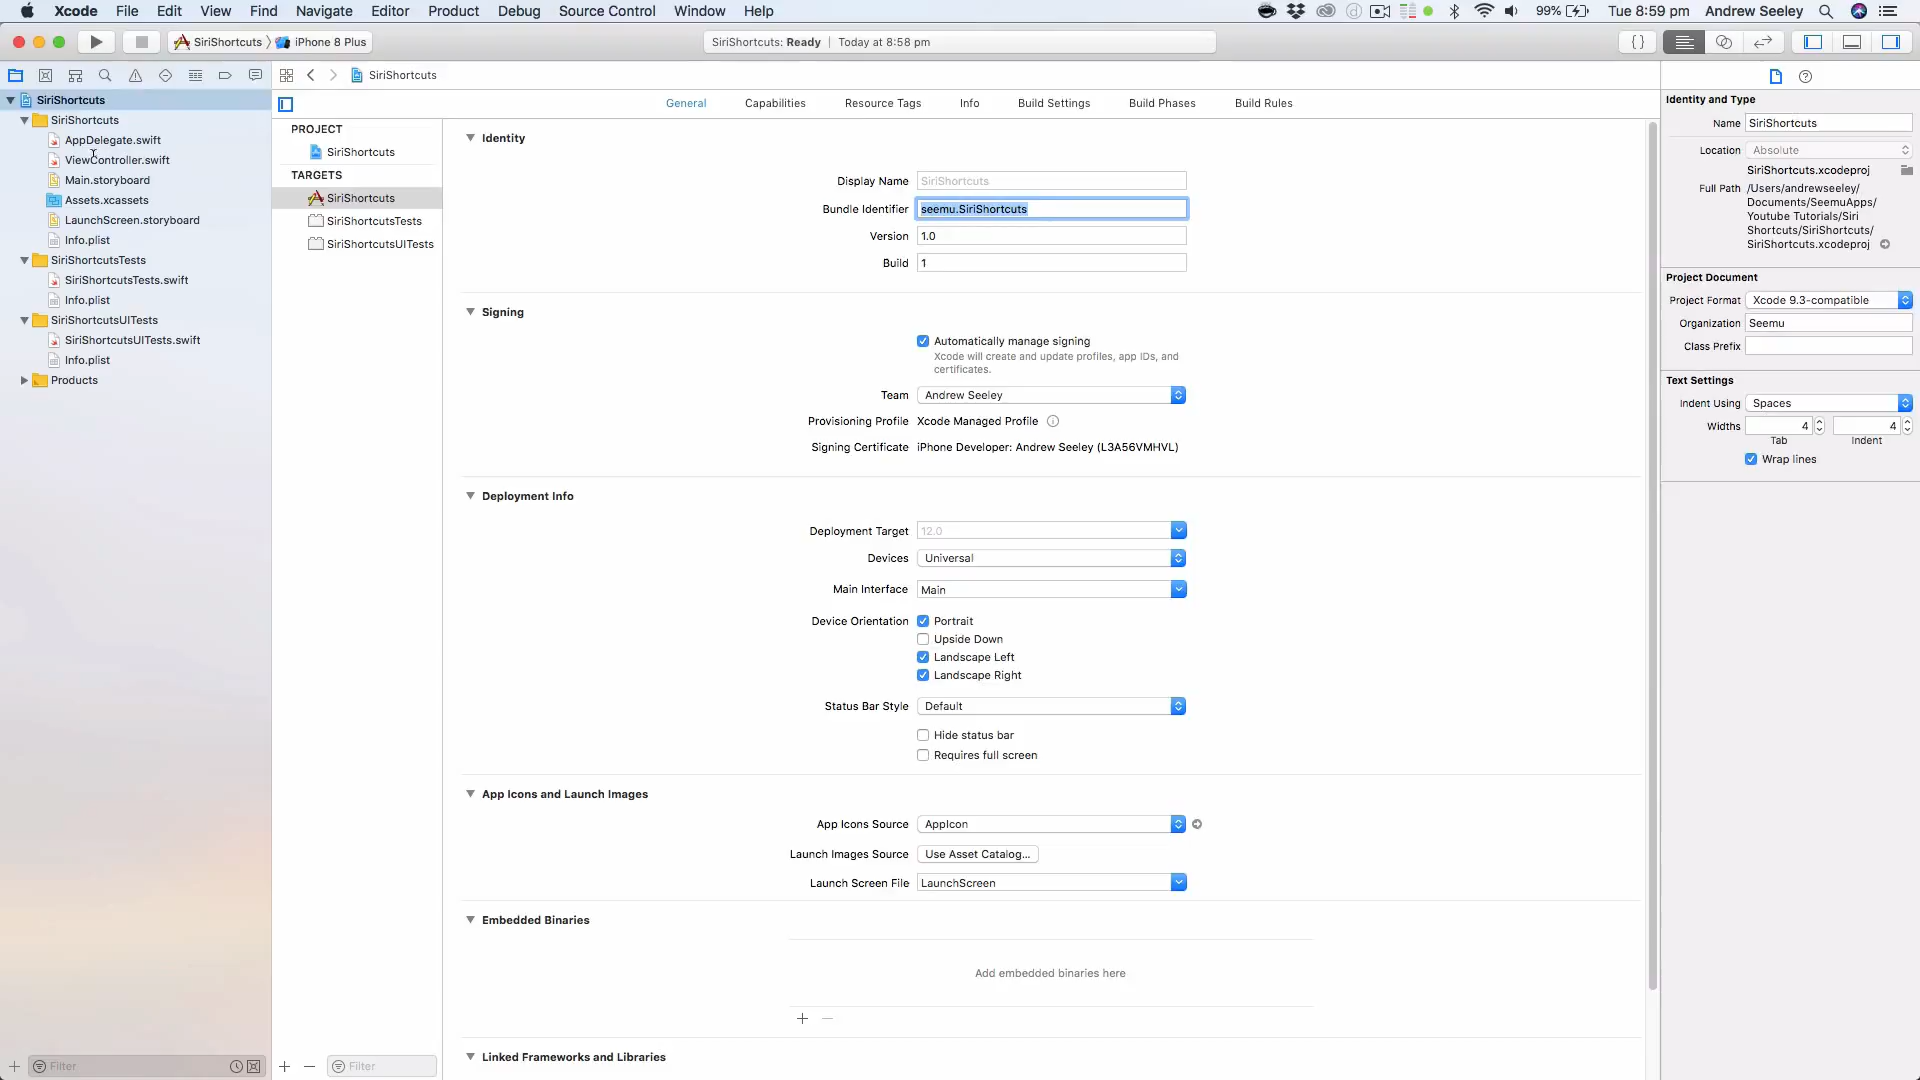 Xcode File Edit View Find Navigate Editor Product Debug Source Control Window Help
99% Tue 8:59 pm Andrew Seeley
SiriShortcuts iPhone 8 Plus
SiriShortcuts: Ready Today at 8:58 pm
SiriShortcuts
SiriShortcuts
SiriShortcuts
AppDelegate.swift
ViewController.swift
Main.storyboard
Assets.xcassets
LaunchScreen.storyboard
Info.plist
SiriShortcutsTests
SiriShortcutsTests.swift
Info.plist
SiriShortcutsUITests
SiriShortcutsUITests.swift
Info.plist
Products
Filter
General Capabilities Resource Tags Info Build Settings Build Phases Build Rules
PROJECT
SiriShortcuts
TARGETS
SiriShortcuts
SiriShortcutsTests
SiriShortcutsUITests
Filter
Identity
Display Name SiriShortcuts
Bundle Identifier seemu.SiriShortcuts
Version 1.0
Build 1
Signing
Automatically manage signing
Xcode will create and update profiles, app IDs, and
certificates.
Team Andrew Seeley
Provisioning Profile Xcode Managed Profile
Signing Certificate iPhone Developer: Andrew Seeley (L3A56VMHVL)
Deployment Info
Deployment Target 12.0
Devices Universal
Main Interface Main
Device Orientation Portrait
Upside Down
Landscape Left
Landscape Right
Status Bar Style Default
Hide status bar
Requires full screen
App Icons and Launch Images
App Icons Source AppIcon
Launch Images Source Use Asset Catalog...
Launch Screen File LaunchScreen
Embedded Binaries
Add embedded binaries here
Linked Frameworks and Libraries
Identity and Type
Name SiriShortcuts
Location Absolute
SiriShortcuts.xcodeproj
Full Path /Users/andrewseeley/
Documents/SeemuApps/
Youtube Tutorials/Siri
Shortcuts/SiriShortcuts/
SiriShortcuts.xcodeproj
Project Document
Project Format Xcode 9.3-compatible
Organization Seemu
Class Prefix
Text Settings
Indent Using Spaces
Widths 4 4
Tab Indent
Wrap lines